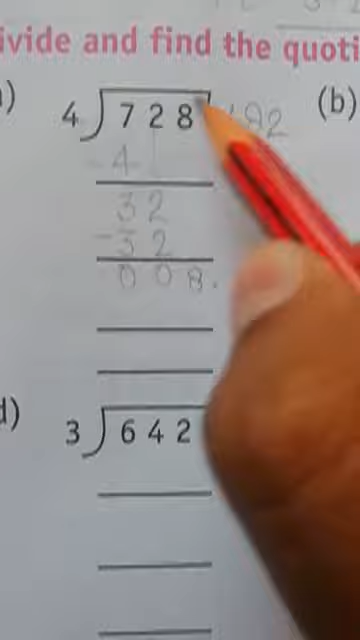 ivide and find the quoti
) 4 ) 7 2 8 182 (b)
- 4
3 2
- 3 2
0 0 8.
d) 3 ) 6 4 2